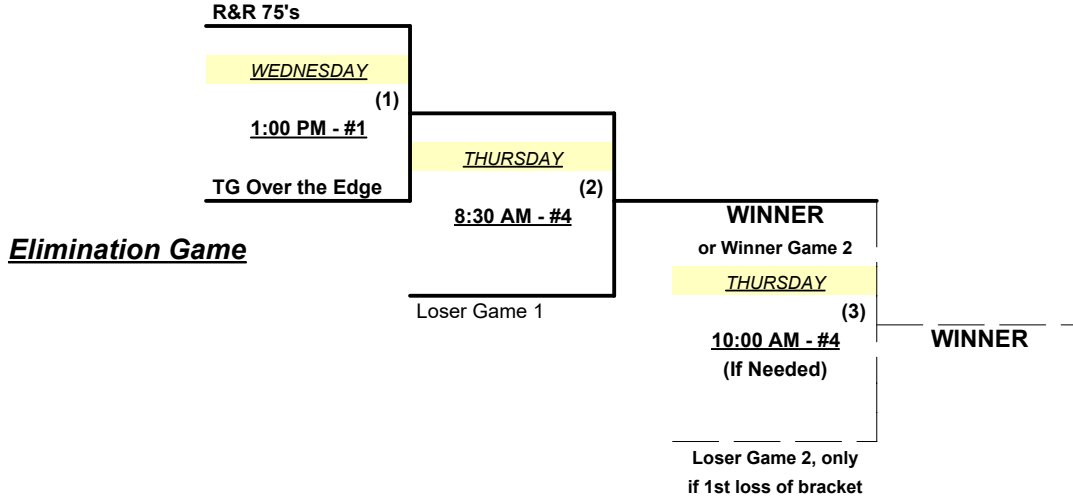 R&R 75's
WEDNESDAY
(1)
1:00 PM - #1
THURSDAY
TG Over the Edge
(2)
8:30 AM - #4
WINNER
Elimination Game
or Winner Game 2
THURSDAY
Loser Game 1
(3)
10:00 AM - #4
WINNER
(If Needed)
Loser Game 2, only
if 1st loss of bracket